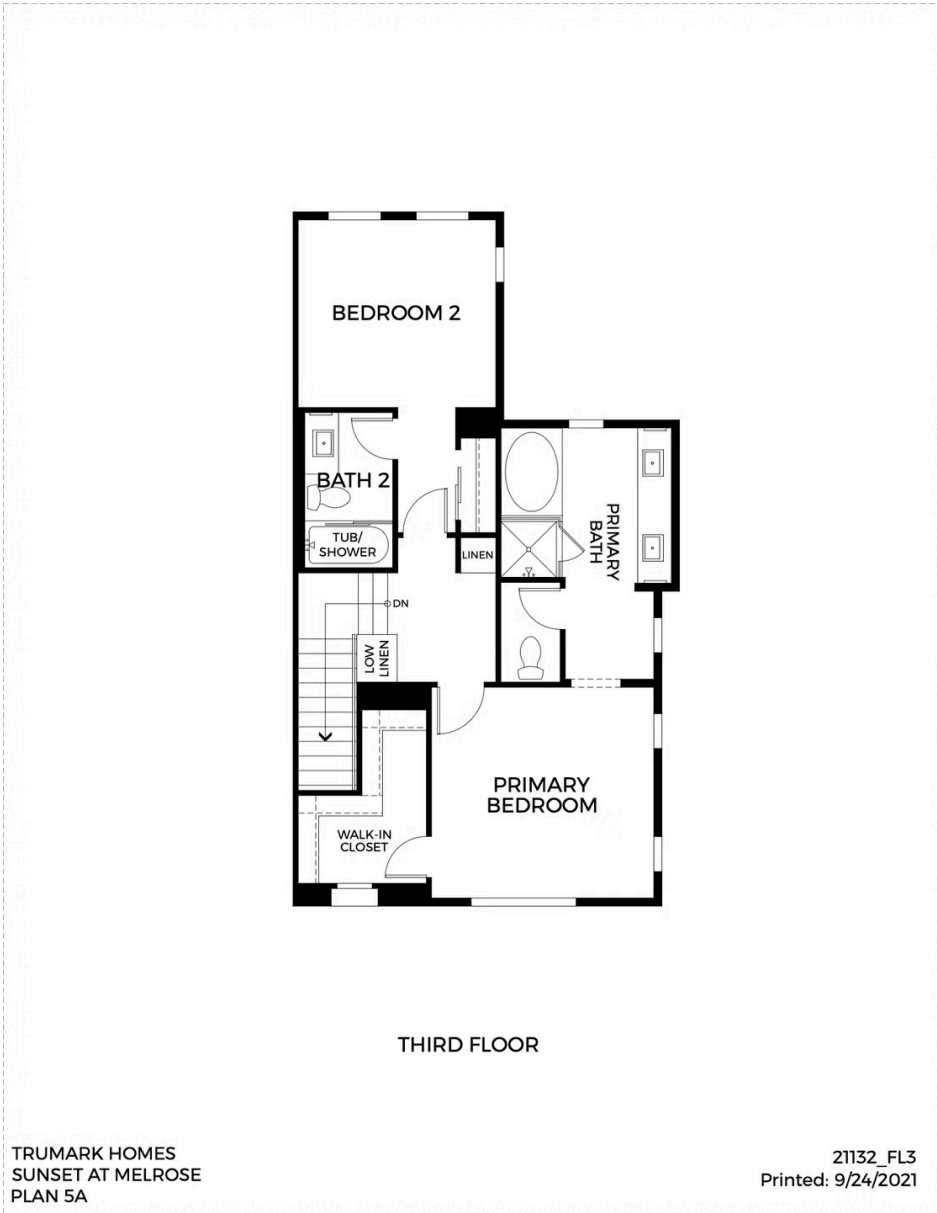 BEDROOM 2
BATH 2
TUB/
SHOWER
LINEN
PRIMARY
BATH
DN
LOW
LINEN
PRIMARY
BEDROOM
WALK-IN
CLOSET
THIRD FLOOR
TRUMARK HOMES
SUNSET AT MELROSE
PLAN 5A
21132_FL3
Printed: 9/24/2021